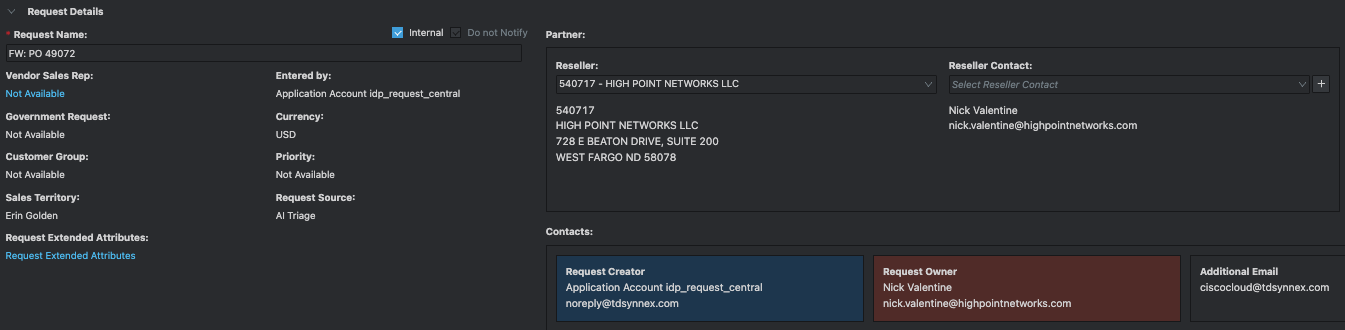 Request Details
* Request Name:
Internal
Do not Notify
FW: PO 49072
Vendor Sales Rep:
Not Available
Entered by:
Application Account idp_request_central
Government Request:
Not Available
Currency:
USD
Customer Group:
Not Available
Priority:
Not Available
Sales Territory:
Erin Golden
Request Source:
AI Triage
Request Extended Attributes:
Request Extended Attributes
Partner:
Reseller:
540717 - HIGH POINT NETWORKS LLC
540717
HIGH POINT NETWORKS LLC
728 E BEATON DRIVE, SUITE 200
WEST FARGO ND 58078
Reseller Contact:
Select Reseller Contact
+
Nick Valentine
nick.valentine@highpointnetworks.com
Contacts:
Request Creator
Application Account idp_request_central
noreply@tdsynnex.com
Request Owner
Nick Valentine
nick.valentine@highpointnetworks.com
Additional Email
ciscocloud@tdsynnex.com